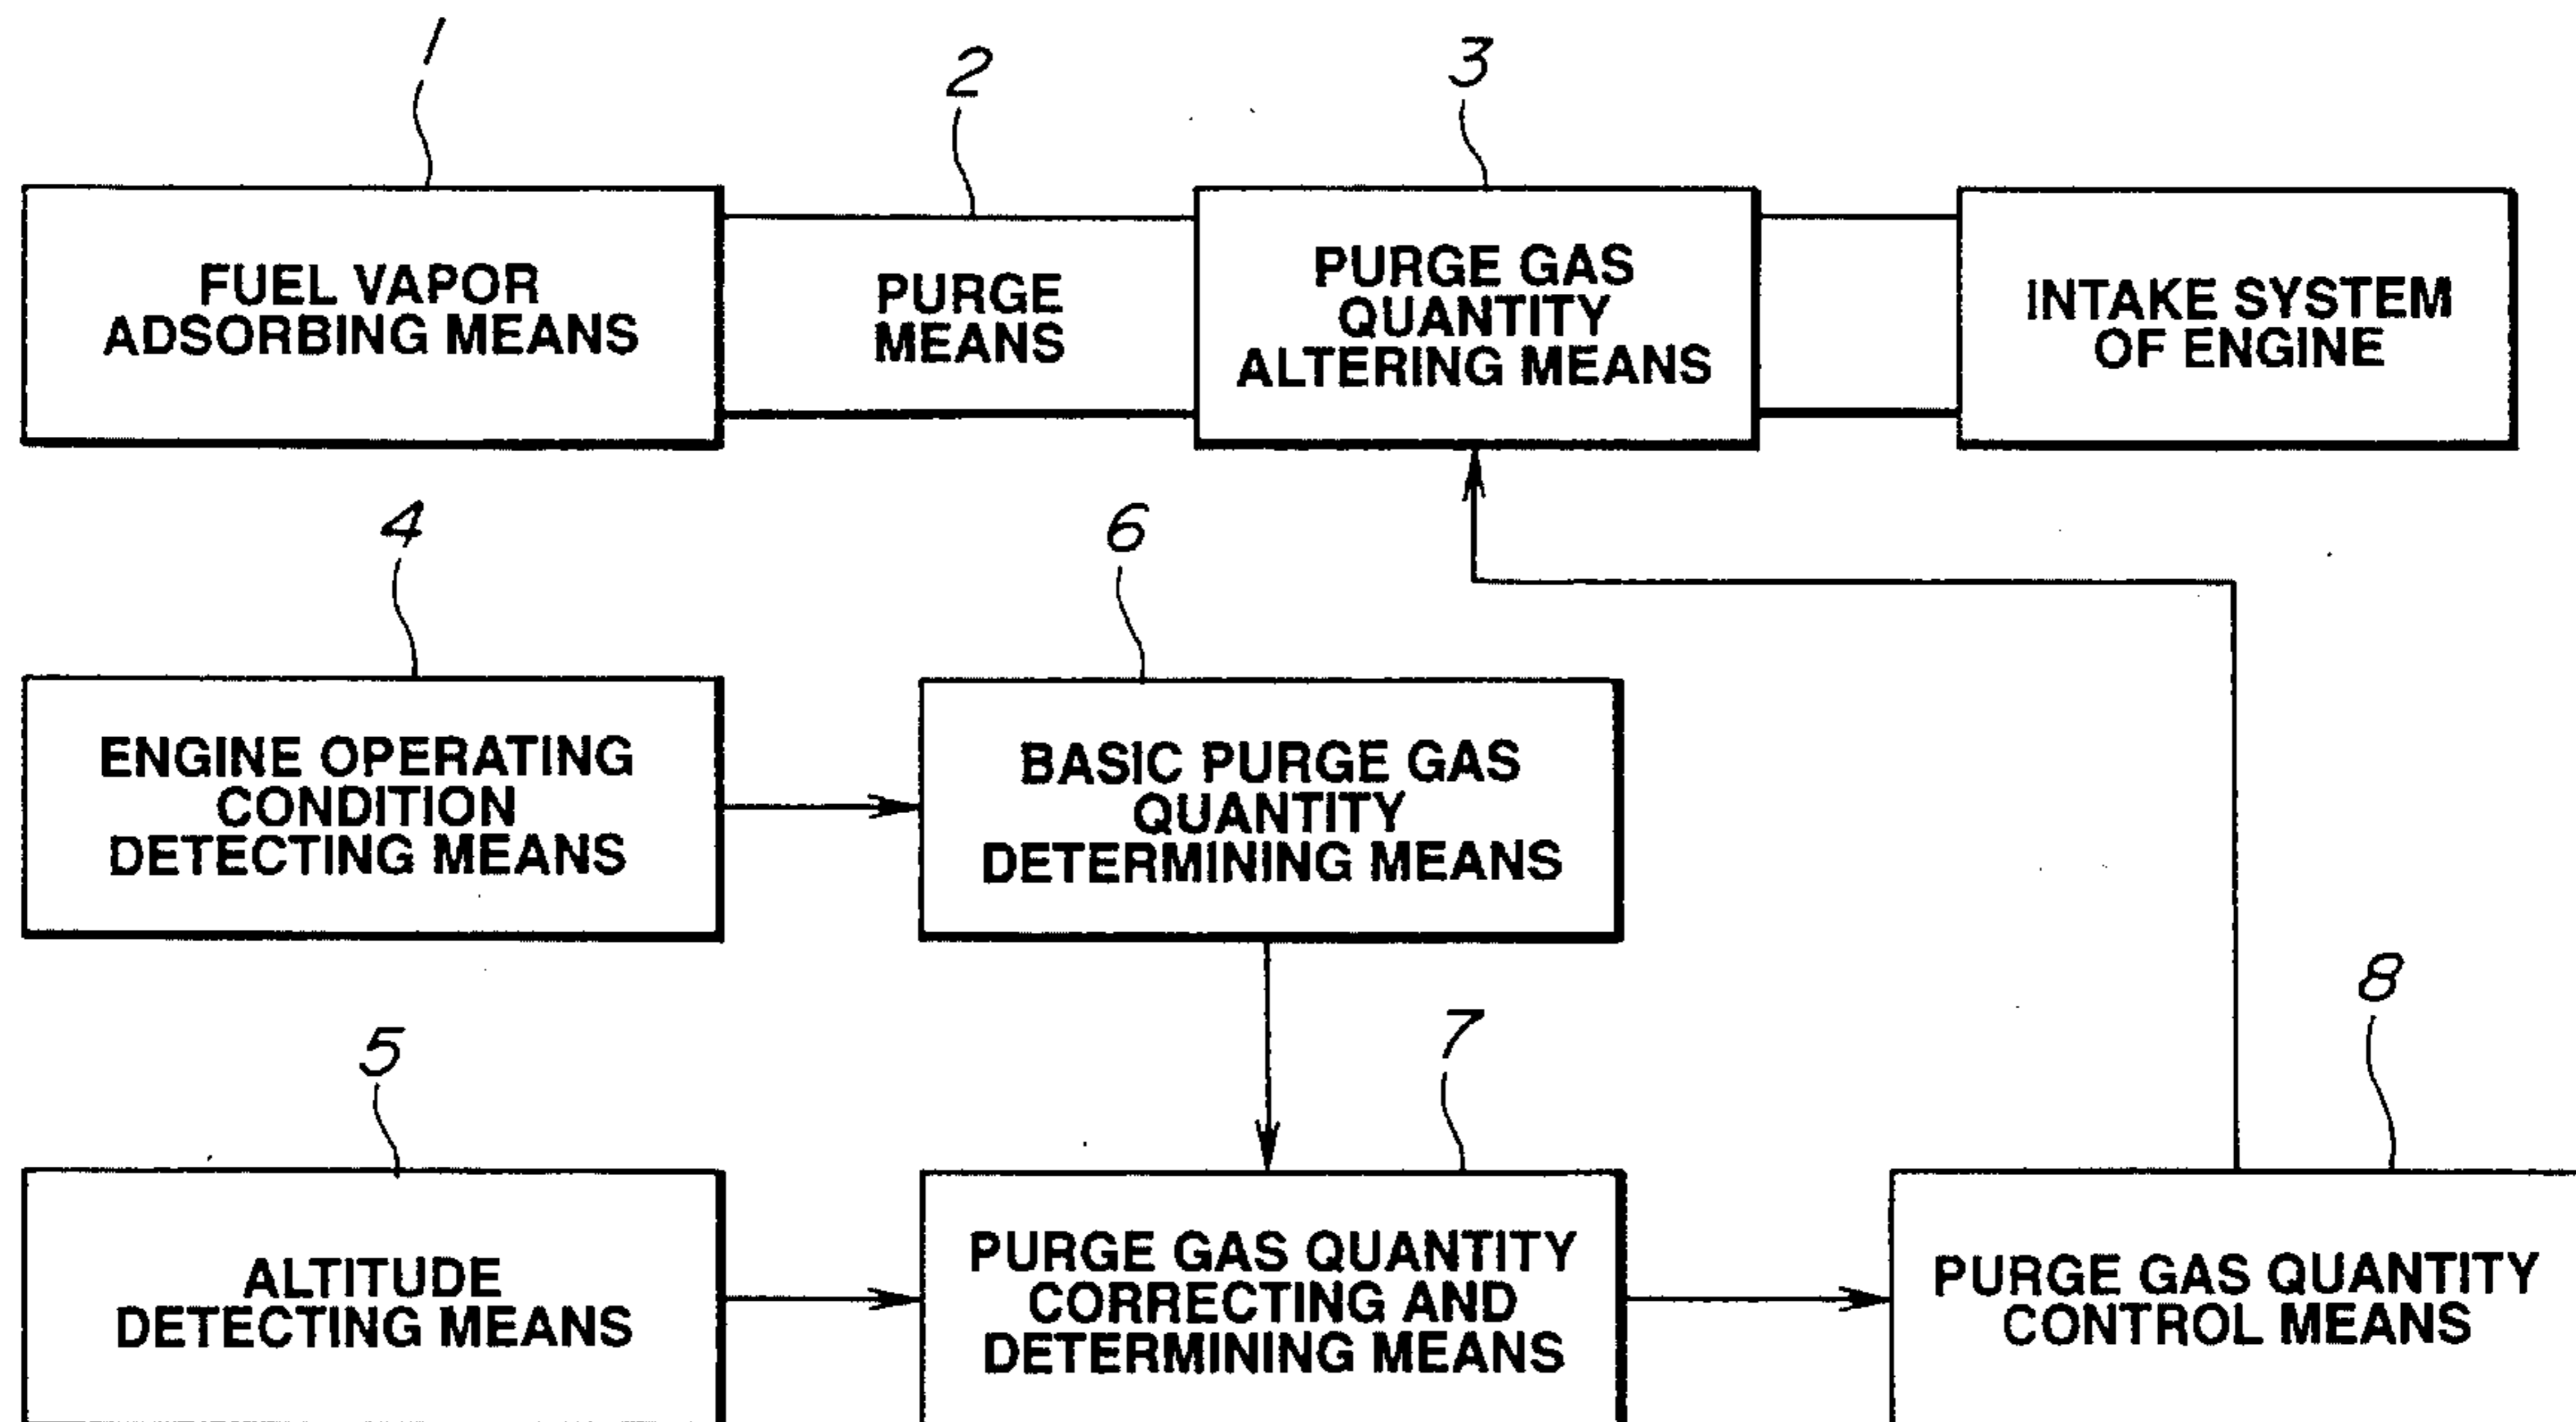 1
2
3
FUEL VAPOR
ADSORBING MEANS
PURGE
MEANS
PURGE GAS
QUANTITY
ALTERING MEANS
INTAKE SYSTEM
OF ENGINE
4
6
ENGINE OPERATING
CONDITION
DETECTING MEANS
BASIC PURGE GAS
QUANTITY
DETERMINING MEANS
5
7
8
ALTITUDE
DETECTING MEANS
PURGE GAS QUANTITY
CORRECTING AND
DETERMINING MEANS
PURGE GAS QUANTITY
CONTROL MEANS